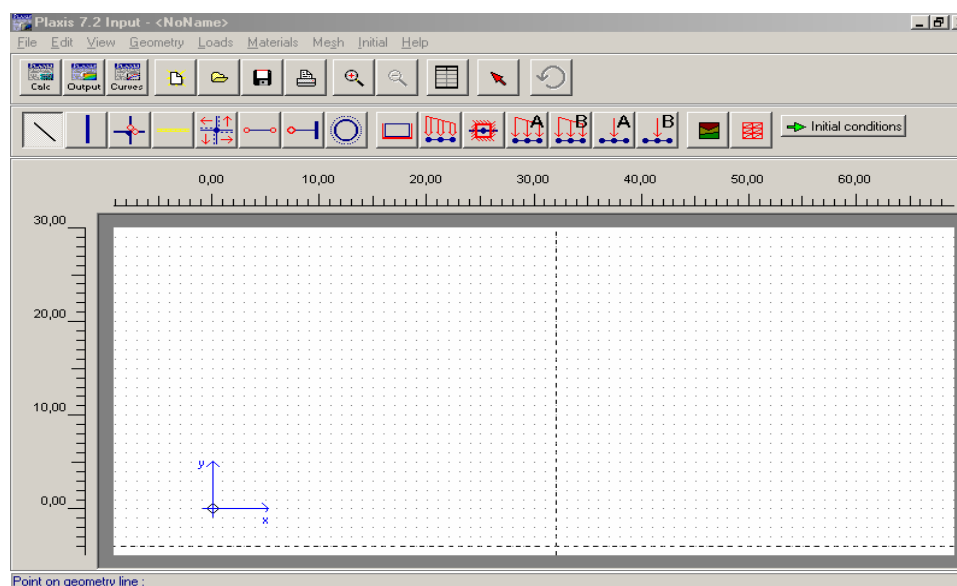 Plaxis 7.2 Input - <NoName>
File Edit View Geometry Loads Materials Mesh Initial Help
Calc Output Curves
A B A B Initial conditions
0,00 10,00 20,00 30,00 40,00 50,00 60,00
30,00
20,00
10,00
y
0,00
x
Point on geometry line :